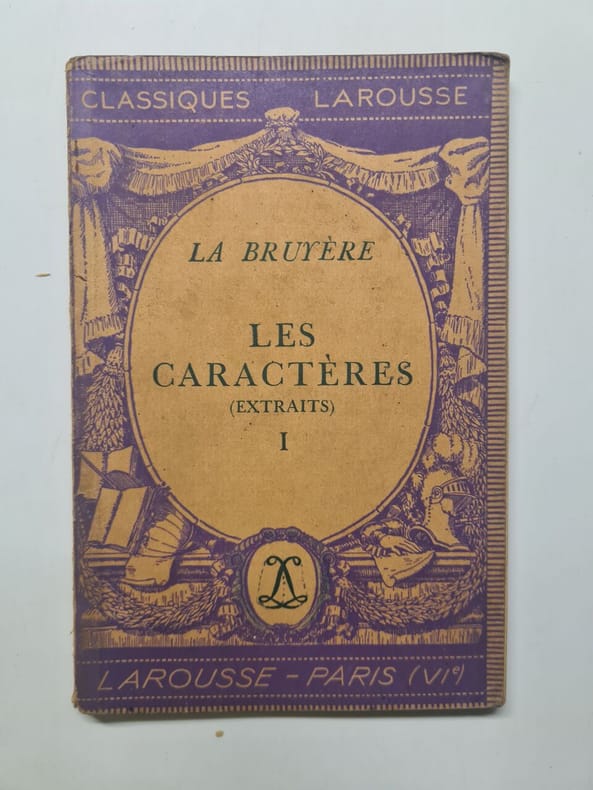 CLASSIQUES LAROUSSE
LA BRUYÈRE
LES
CARACTÈRES
(EXTRAITS)
I
LAROUSSE – PARIS (VIe)